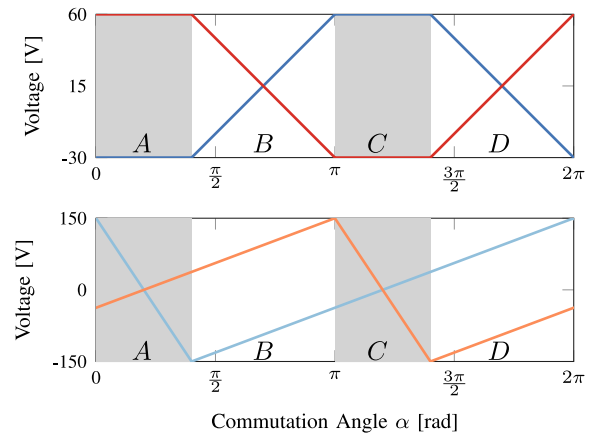 60
15
-30
Voltage [V]
A B C D
0 π/2 π 3π/2 2π
150
0
-150
Voltage [V]
A B C D
0 π/2 π 3π/2 2π
Commutation Angle α [rad]